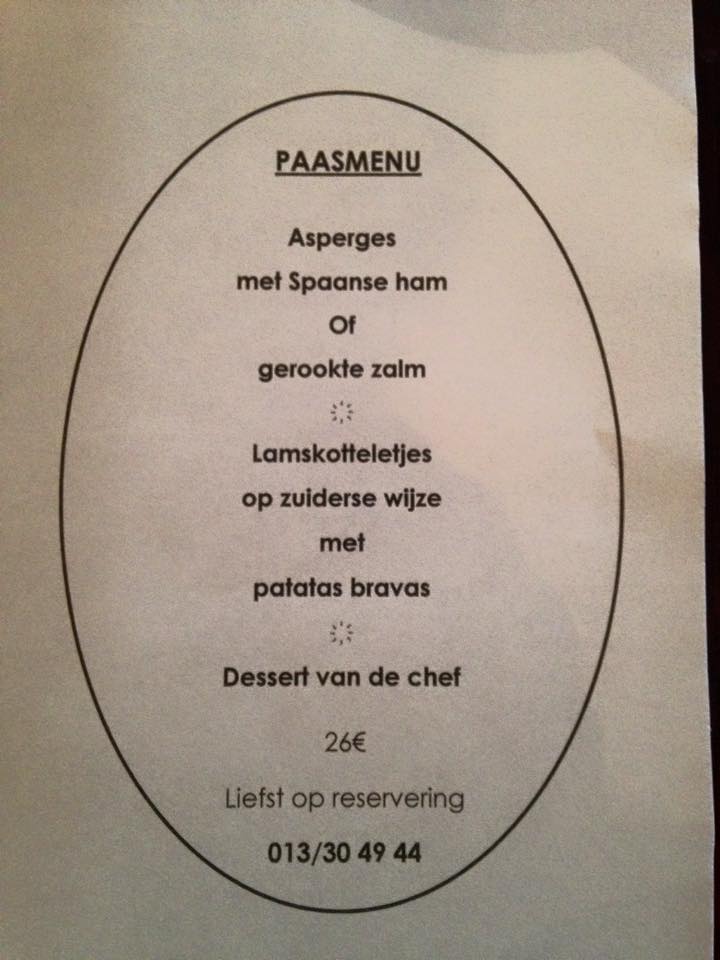 PAASMENU
Asperges
met Spaanse ham
Of
gerookte zalm
Lamskotteletjes
op zuiderse wijze
met
patatas bravas
Dessert van de chef
26€
Liefst op reservering
013/30 49 44